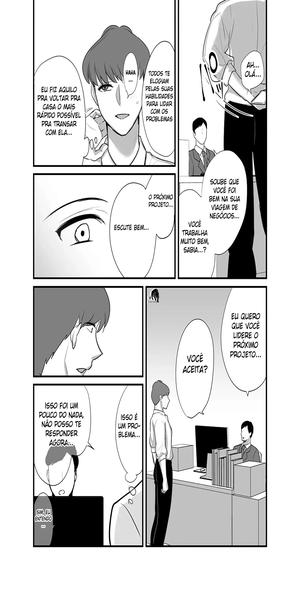 AH...
OLÁ...
SOUBE QUE VOCÊ
FOI BEM NA SUA
VIAGEM DE
NEGÓCIOS...
VOCÊ
TRABALHA
MUITO BEM,
SABIA...?
TODOS TE
ELOGIAM
PELAS SUAS
HABILIDADES
PARA LIDAR
COM OS
PROBLEMAS
HAHA
...
EU FIZ AQUILO
PRA VOLTAR PRA
CASA O MAIS
RÁPIDO POSSÍVEL
PRA TRANSAR
COM ELA...
O PRÓXIMO
PROJETO...
ESCUTE BEM...
EU QUERO
QUE VOCÊ
LIDERE O
PRÓXIMO
PROJETO...
VOCÊ
ACEITA?
ISSO É
UM PRO-
BLEMA...
ISSO FOI UM
POUCO DO NADA,
NÃO POSSO TE
RESPONDER
AGORA...
SIM, EU
ENTENDO
...